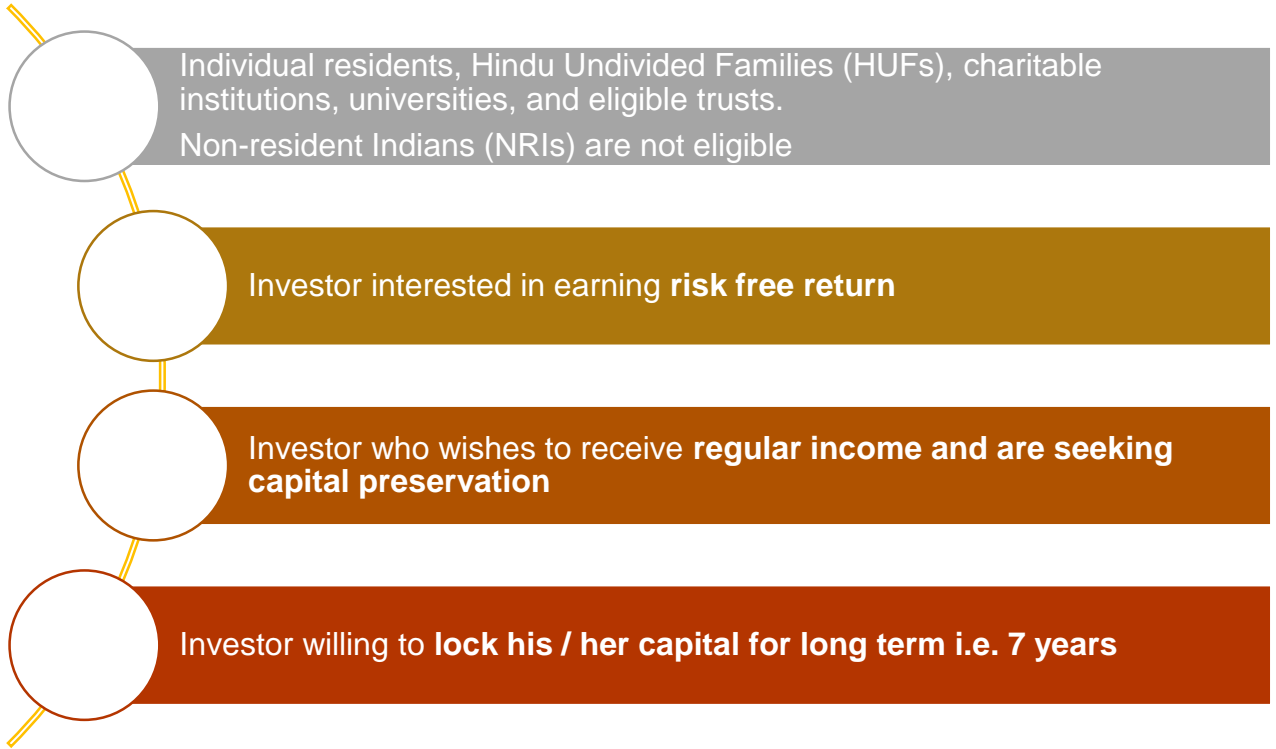 Individual residents, Hindu Undivided Families (HUFs), charitable
institutions, universities, and eligible trusts.
Non-resident Indians (NRIs) are not eligible
Investor interested in earning risk free return
Investor who wishes to receive regular income and are seeking
capital preservation
Investor willing to lock his / her capital for long term i.e. 7 years